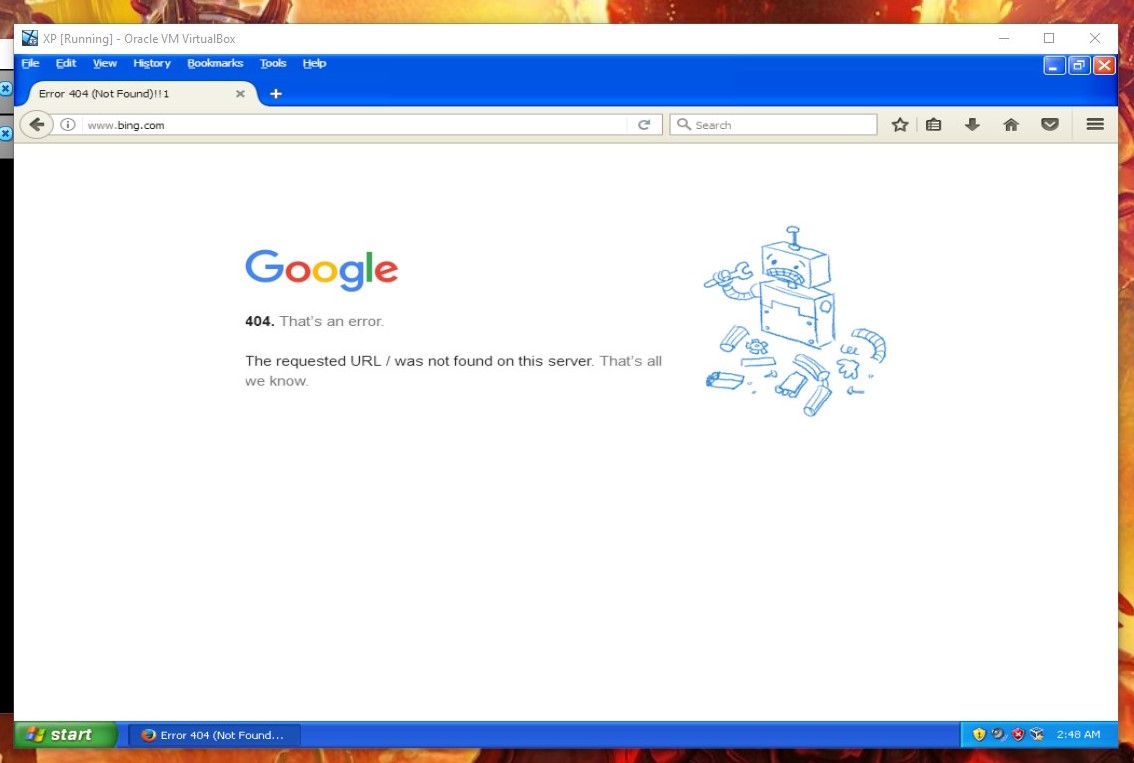 XP [Running] - Oracle VM VirtualBox
File Edit View History Bookmarks Tools Help
Error 404 (Not Found)!!1
www.bing.com Search
Google
404. That's an error.
The requested URL / was not found on this server. That's all
we know.
start Error 404 (Not Found... 2:48 AM